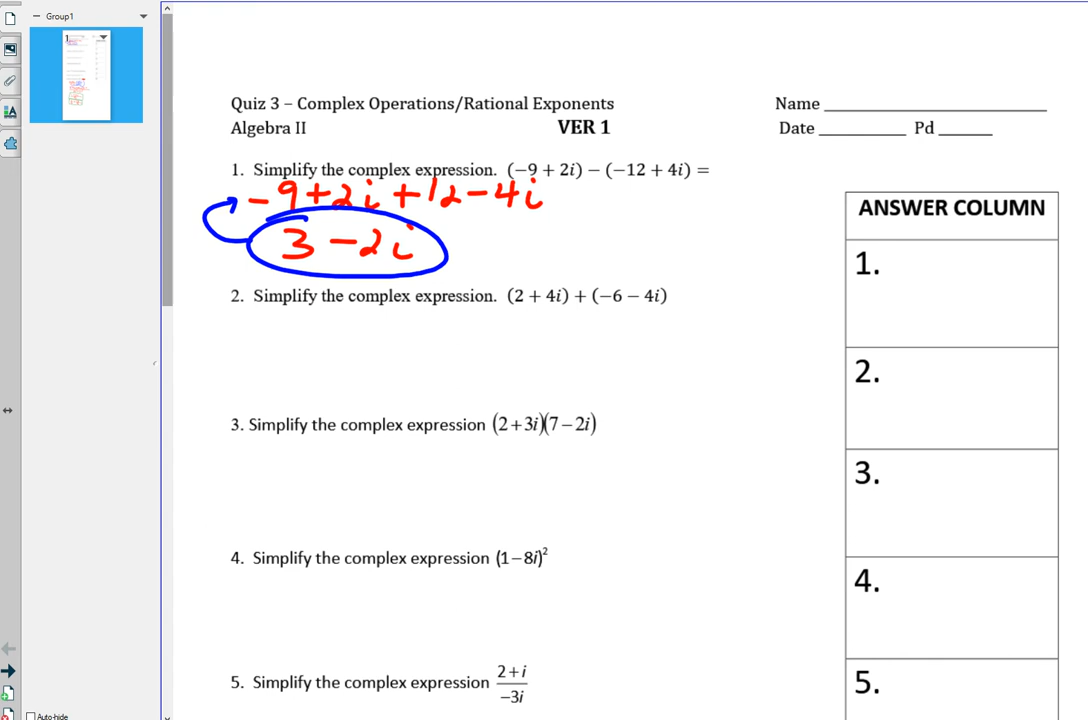 Group1
Quiz 3 – Complex Operations/Rational Exponents
Name ____________________
Algebra II
VER 1
Date ________ Pd _____
1. Simplify the complex expression. (−9 + 2i) − (−12 + 4i) =
-9+2i+12-4i
3-2i
2. Simplify the complex expression. (2 + 4i) + (−6 − 4i)
3. Simplify the complex expression (2+3i)(7−2i)
4. Simplify the complex expression (1−8i)²
5. Simplify the complex expression (2+i)/(−3i)
ANSWER COLUMN
1.
2.
3.
4.
5.
Auto-hide